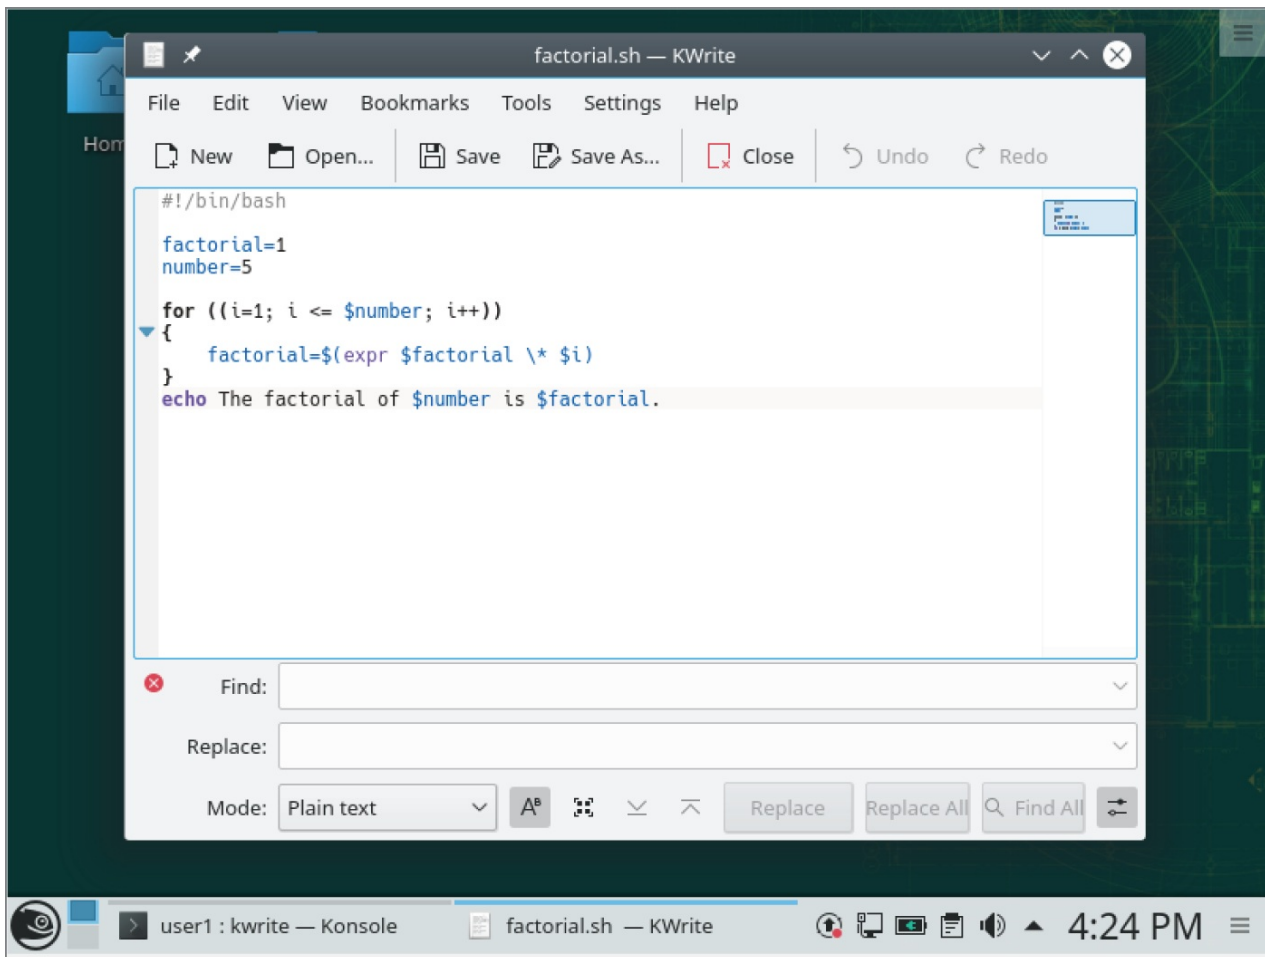 factorial.sh — KWrite
File Edit View Bookmarks Tools Settings Help
Home
New Open... Save Save As... Close Undo Redo
#!/bin/bash
factorial=1
number=5
for ((i=1; i <= $number; i++))
{
    factorial=$(expr $factorial \* $i)
}
echo The factorial of $number is $factorial.
Find:
Replace:
Mode: Plain text Replace Replace All Find All
user1 : kwrite — Konsole factorial.sh — KWrite 4:24 PM